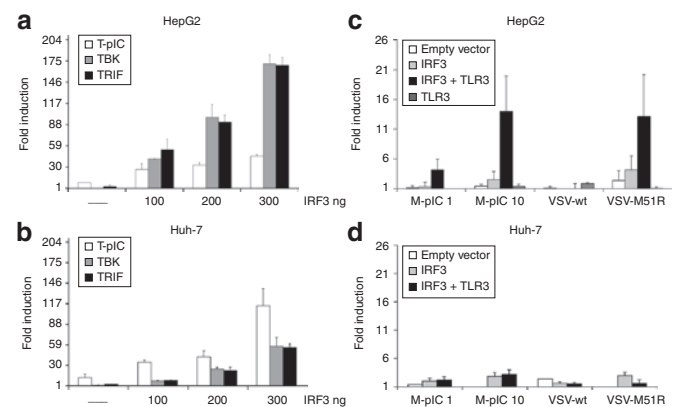 a
HepG2
Fold induction
204
175
146
117
88
59
30
1
T-pIC
TBK
TRIF
100
200
300
IRF3 ng
b
Huh-7
Fold induction
204
175
146
117
88
59
30
1
T-pIC
TBK
TRIF
100
200
300
IRF3 ng
c
HepG2
Fold induction
26
21
16
11
6
1
Empty vector
IRF3
IRF3 + TLR3
TLR3
M-pIC 1
M-pIC 10
VSV-wt
VSV-M51R
d
Huh-7
Fold induction
26
21
16
11
6
1
Empty vector
IRF3
IRF3 + TLR3
M-pIC 1
M-pIC 10
VSV-wt
VSV-M51R